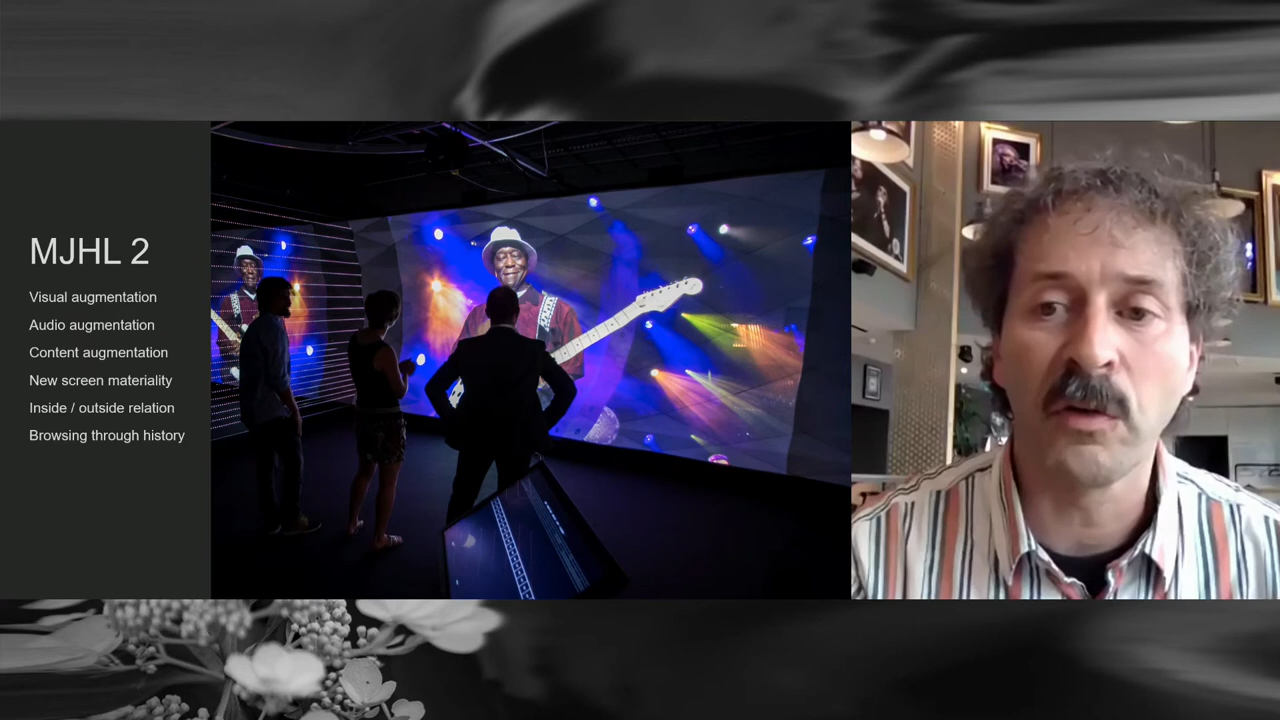 MJHL 2
Visual augmentation
Audio augmentation
Content augmentation
New screen materiality
Inside / outside relation
Browsing through history